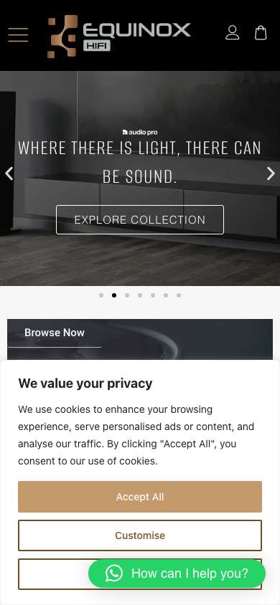 EQUINOX
HIFI
audio pro
WHERE THERE IS LIGHT, THERE CAN
BE SOUND.
EXPLORE COLLECTION
Browse Now
We value your privacy
We use cookies to enhance your browsing
experience, serve personalised ads or content, and
analyse our traffic. By clicking "Accept All", you
consent to our use of cookies.
Accept All
Customise
How can I help you?